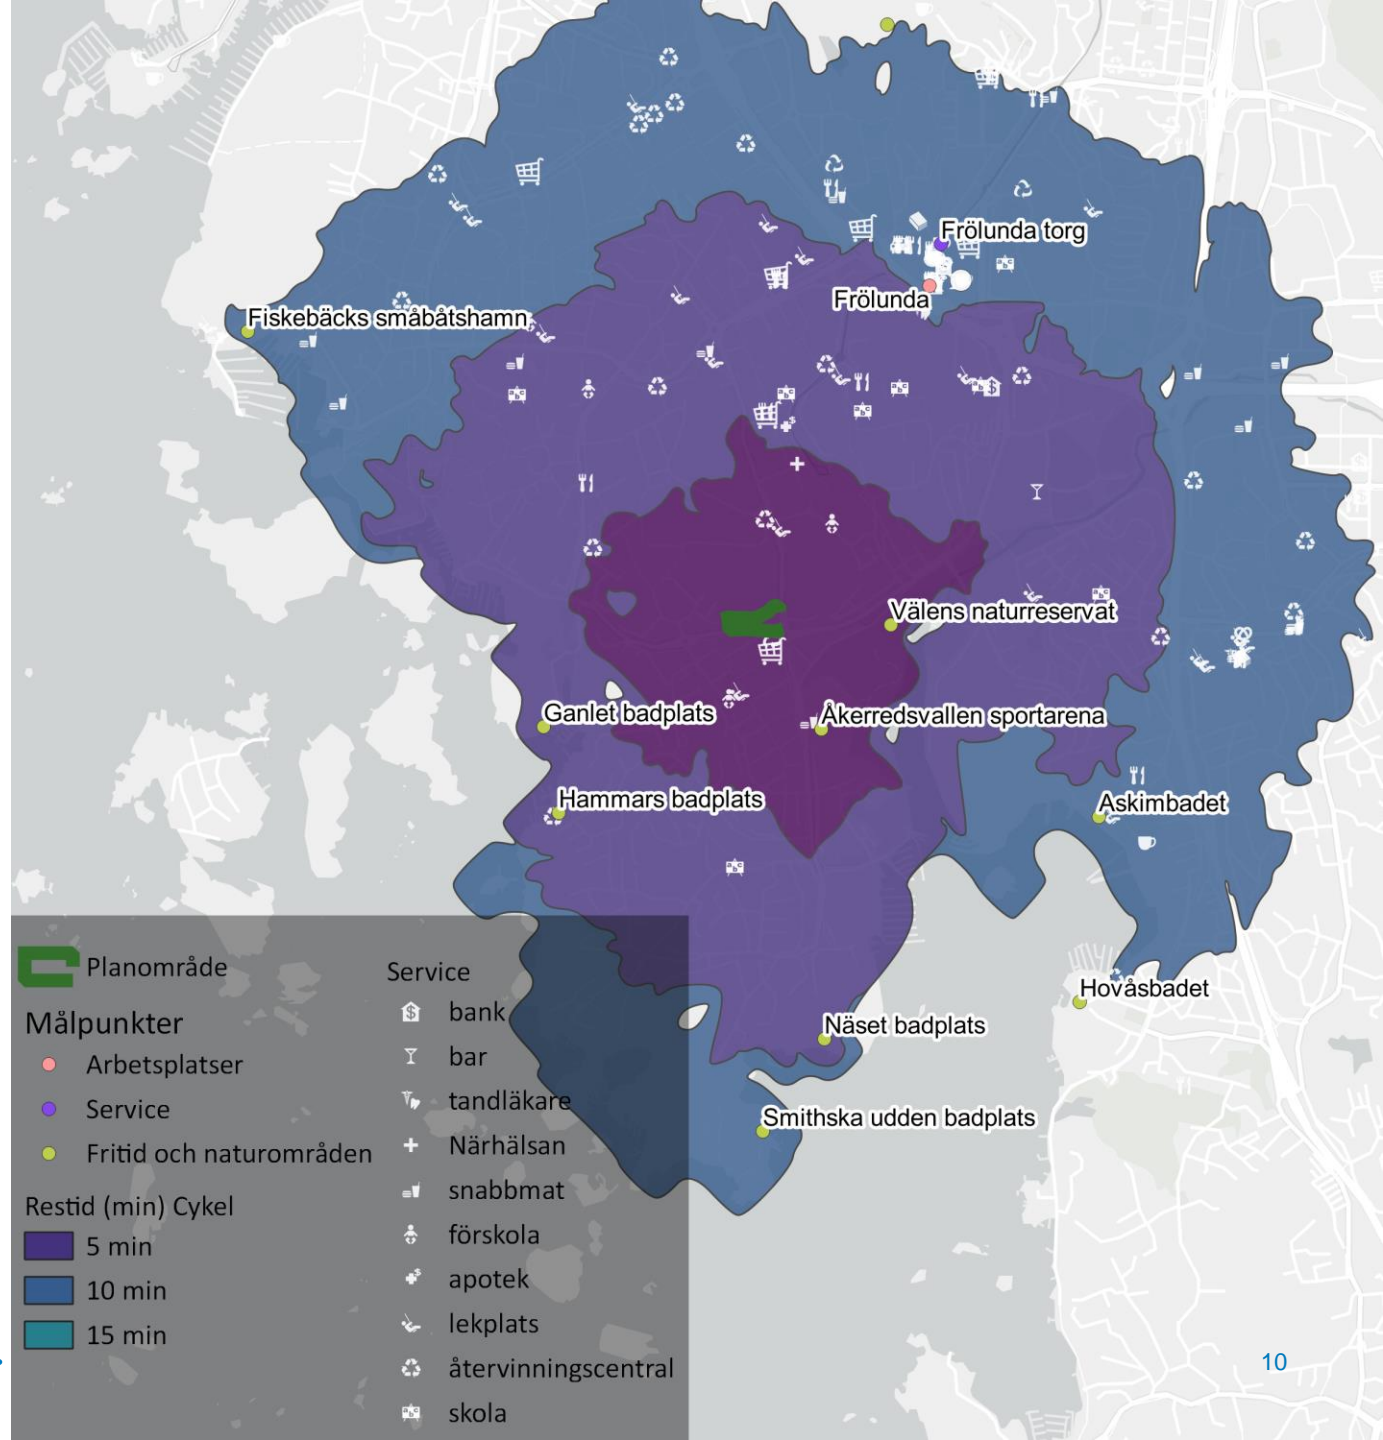 Frölunda torg
Frölunda
Fiskebäcks småbåtshamn
Välens naturreservat
Ganlet badplats
Åkerredsvallen sportarena
Hammars badplats
Askimbadet
Hovåsbadet
Näset badplats
Smithska udden badplats
Planområde
Målpunkter
Arbetsplatser
Service
Fritid och naturområden
Restid (min) Cykel
5 min
10 min
15 min
Service
bank
bar
tandläkare
Närhälsan
snabbmat
förskola
apotek
lekplats
återvinningscentral
skola
10